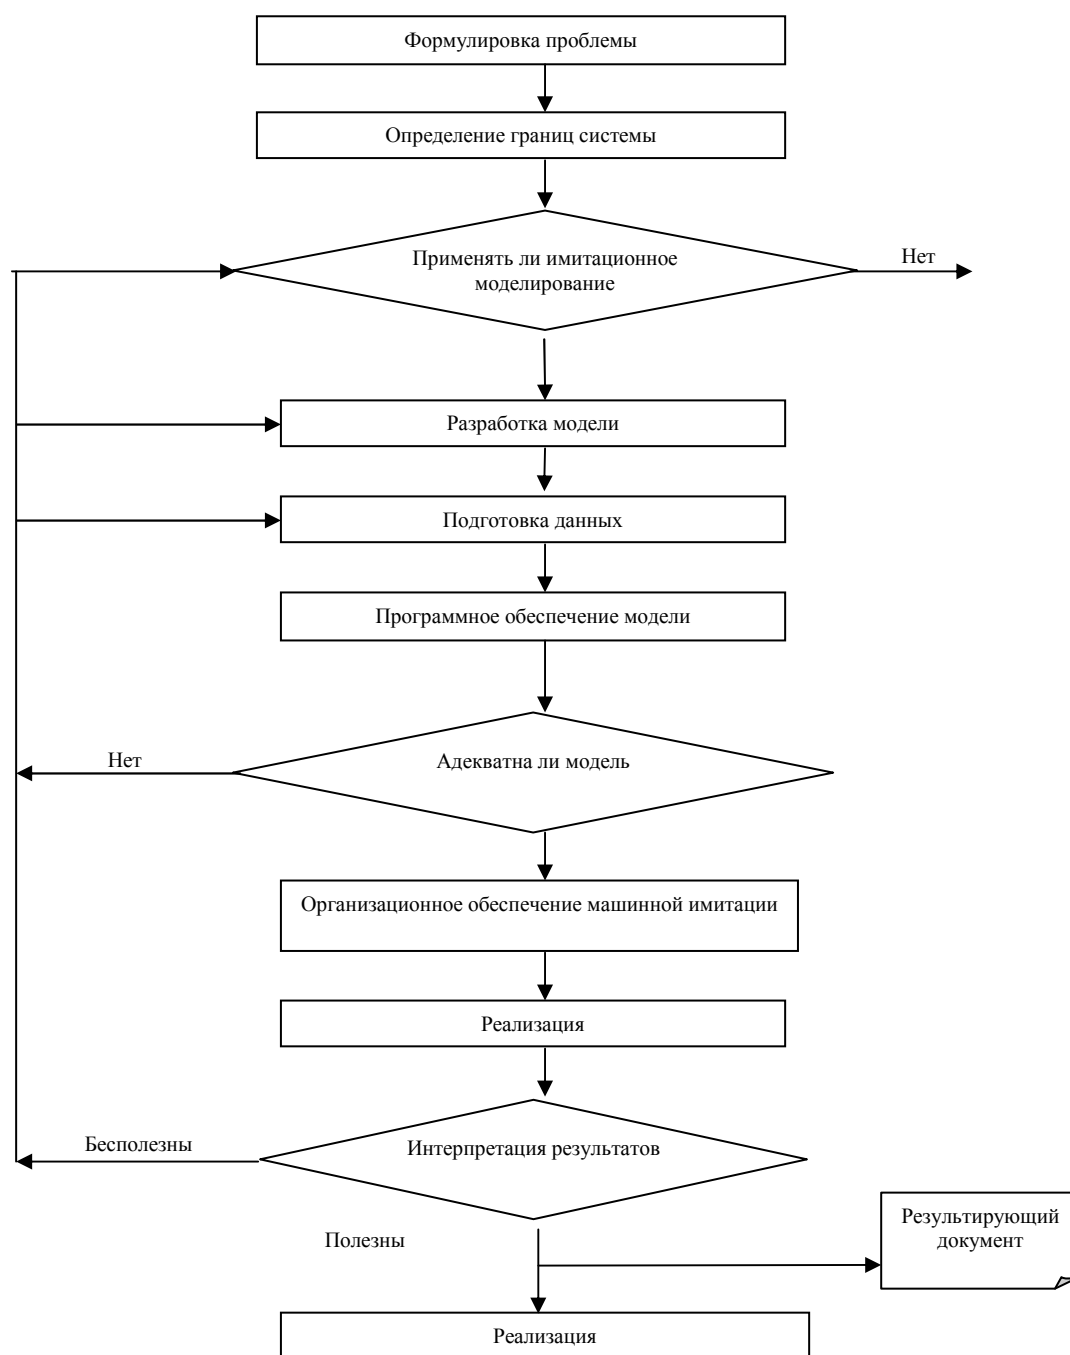 Формулировка проблемы
Определение границ системы
Применять ли имитационное
моделирование
Нет
Разработка модели
Подготовка данных
Программное обеспечение модели
Нет
Адекватна ли модель
Организационное обеспечение машинной имитации
Реализация
Бесполезны
Интерпретация результатов
Полезны
Результирующий
документ
Реализация